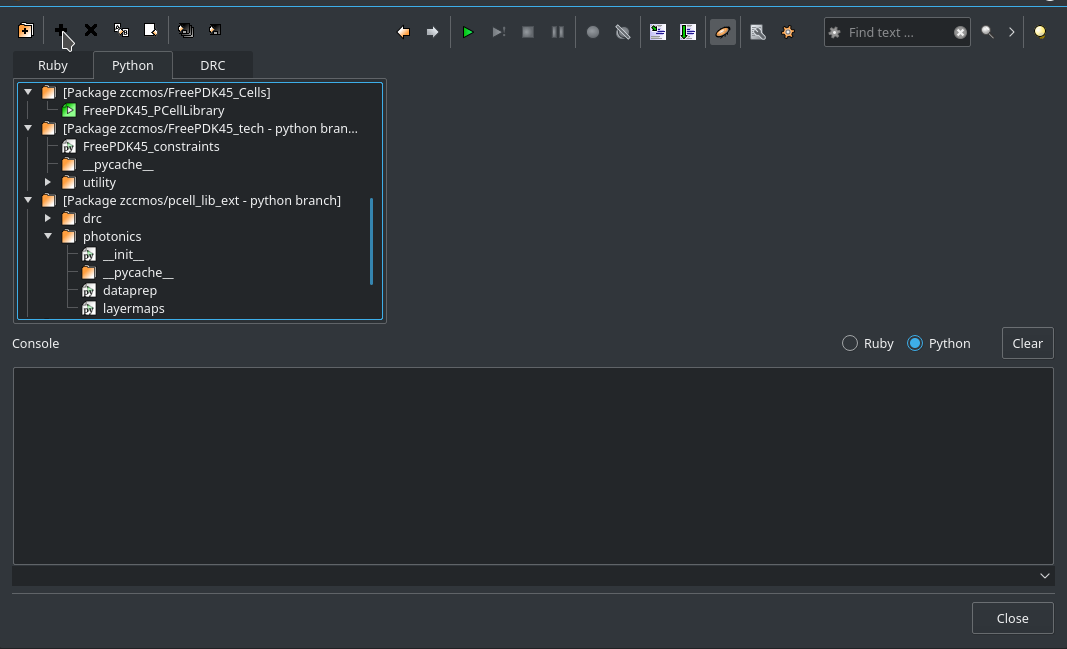 Find text ...
Ruby Python DRC
[Package zccmos/FreePDK45_Cells]
FreePDK45_PCellLibrary
[Package zccmos/FreePDK45_tech - python bran...
FreePDK45_constraints
__pycache__
utility
[Package zccmos/pcell_lib_ext - python branch]
drc
photonics
__init__
__pycache__
dataprep
layermaps
Console Ruby Python Clear
Close